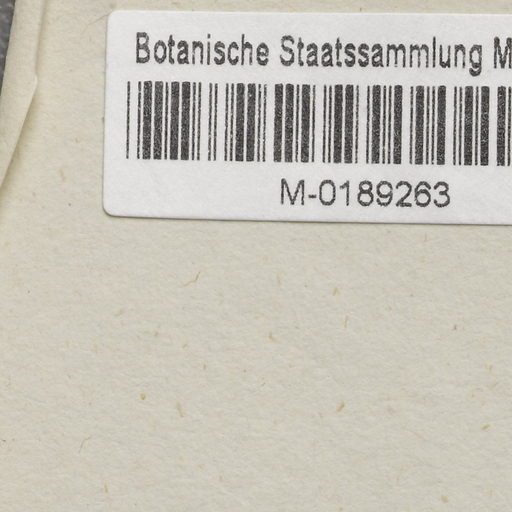 Botanische Staatssammlung M
M-0189263